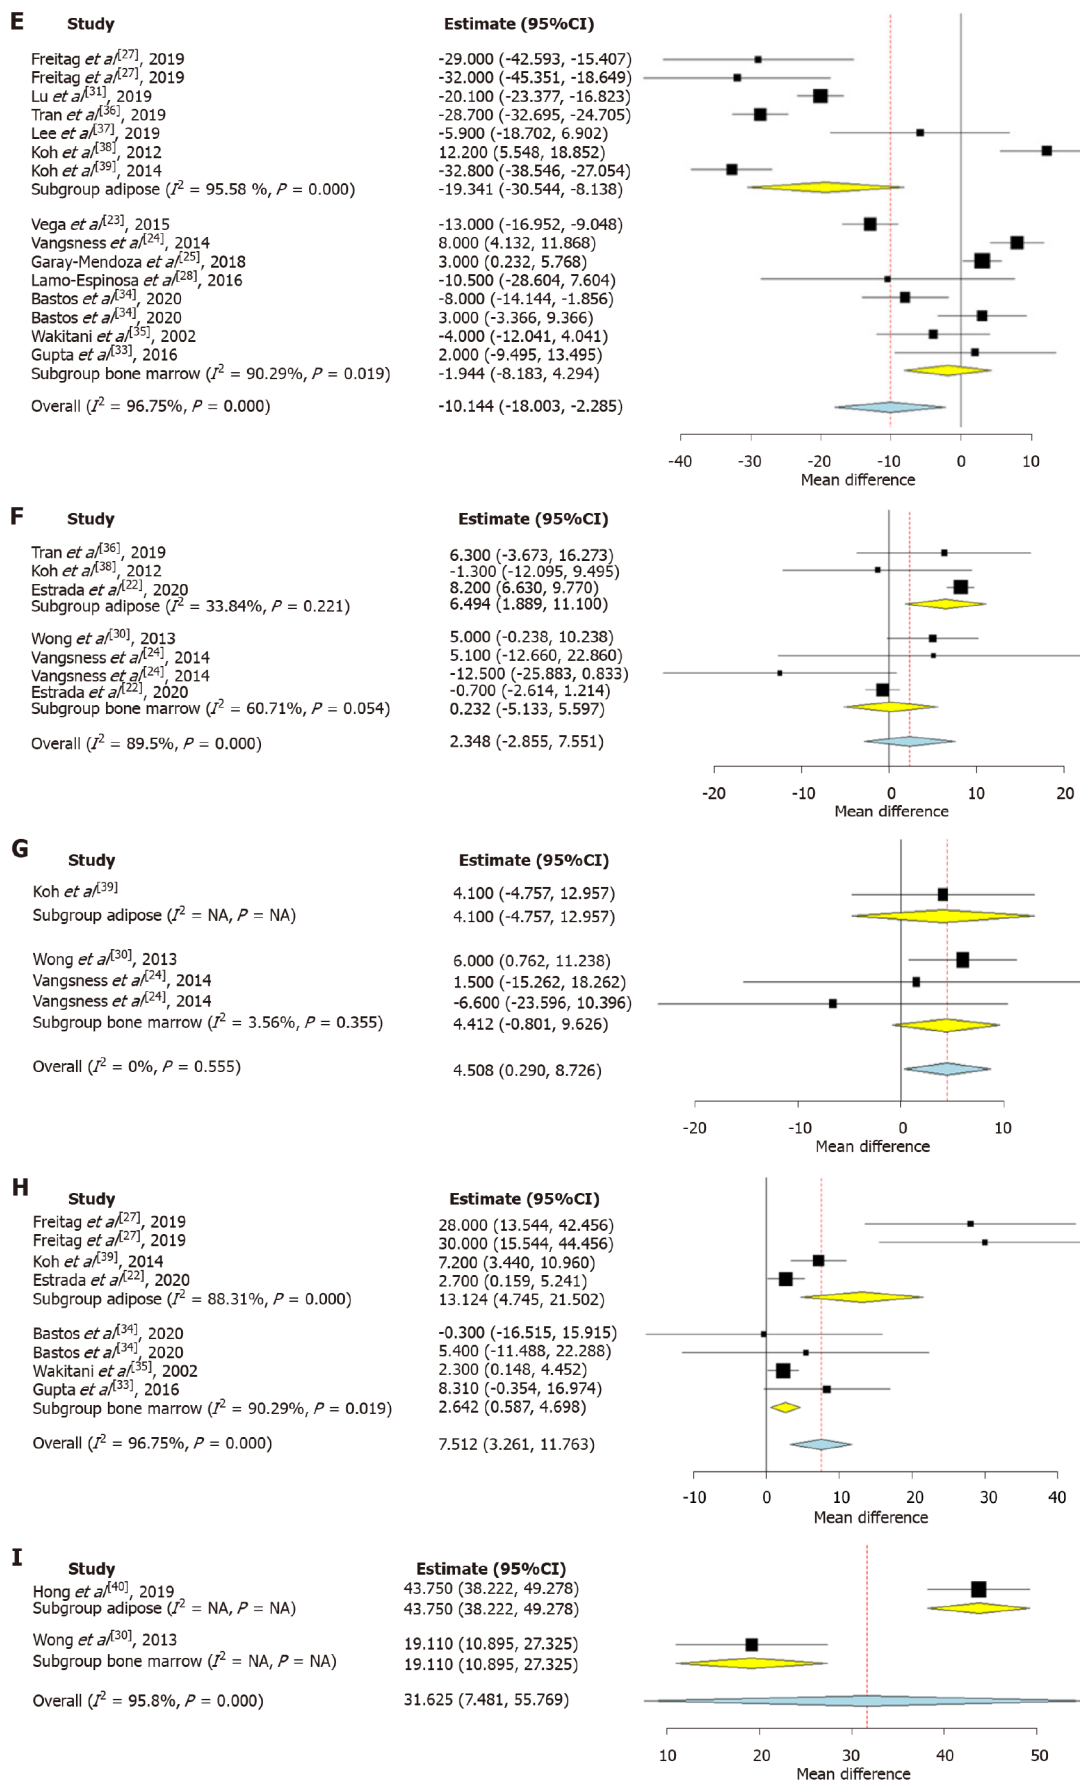 E Study Estimate (95%CI)
Freitag et al[27], 2019 -29.000 (-42.593, -15.407)
Freitag et al[27], 2019 -32.000 (-45.351, -18.649)
Lu et al[31], 2019 -20.100 (-23.377, -16.823)
Tran et al[36], 2019 -28.700 (-32.695, -24.705)
Lee et al[37], 2019 -5.900 (-18.702, 6.902)
Koh et al[38], 2012 12.200 (5.548, 18.852)
Koh et al[39], 2014 -32.800 (-38.546, -27.054)
Subgroup adipose (I² = 95.58 %, P = 0.000) -19.341 (-30.544, -8.138)
Vega et al[23], 2015 -13.000 (-16.952, -9.048)
Vangsness et al[24], 2014 8.000 (4.132, 11.868)
Garay-Mendoza et al[25], 2018 3.000 (0.232, 5.768)
Lamo-Espinosa et al[28], 2016 -10.500 (-28.604, 7.604)
Bastos et al[34], 2020 -8.000 (-14.144, -1.856)
Bastos et al[34], 2020 3.000 (-3.366, 9.366)
Wakitani et al[35], 2002 -4.000 (-12.041, 4.041)
Gupta et al[33], 2016 2.000 (-9.495, 13.495)
Subgroup bone marrow (I² = 90.29%, P = 0.019) -1.944 (-8.183, 4.294)
Overall (I² = 96.75%, P = 0.000) -10.144 (-18.003, -2.285)
-40 -30 -20 -10 0 10
Mean difference
F Study Estimate (95%CI)
Tran et al[36], 2019 6.300 (-3.673, 16.273)
Koh et al[38], 2012 -1.300 (-12.095, 9.495)
Estrada et al[22], 2020 8.200 (6.630, 9.770)
Subgroup adipose (I² = 33.84%, P = 0.221) 6.494 (1.889, 11.100)
Wong et al[30], 2013 5.000 (-0.238, 10.238)
Vangsness et al[24], 2014 5.100 (-12.660, 22.860)
Vangsness et al[24], 2014 -12.500 (-25.883, 0.833)
Estrada et al[22], 2020 -0.700 (-2.614, 1.214)
Subgroup bone marrow (I² = 60.71%, P = 0.054) 0.232 (-5.133, 5.597)
Overall (I² = 89.5%, P = 0.000) 2.348 (-2.855, 7.551)
-20 -10 0 10 20
Mean difference
G Study Estimate (95%CI)
Koh et al[39] 4.100 (-4.757, 12.957)
Subgroup adipose (I² = NA, P = NA) 4.100 (-4.757, 12.957)
Wong et al[30], 2013 6.000 (0.762, 11.238)
Vangsness et al[24], 2014 1.500 (-15.262, 18.262)
Vangsness et al[24], 2014 -6.600 (-23.596, 10.396)
Subgroup bone marrow (I² = 3.56%, P = 0.355) 4.412 (-0.801, 9.626)
Overall (I² = 0%, P = 0.555) 4.508 (0.290, 8.726)
-20 -10 0 10
Mean difference
H Study Estimate (95%CI)
Freitag et al[27], 2019 28.000 (13.544, 42.456)
Freitag et al[27], 2019 30.000 (15.544, 44.456)
Koh et al[39], 2014 7.200 (3.440, 10.960)
Estrada et al[22], 2020 2.700 (0.159, 5.241)
Subgroup adipose (I² = 88.31%, P = 0.000) 13.124 (4.745, 21.502)
Bastos et al[34], 2020 -0.300 (-16.515, 15.915)
Bastos et al[34], 2020 5.400 (-11.488, 22.288)
Wakitani et al[35], 2002 2.300 (0.148, 4.452)
Gupta et al[33], 2016 8.310 (-0.354, 16.974)
Subgroup bone marrow (I² = 90.29%, P = 0.019) 2.642 (0.587, 4.698)
Overall (I² = 96.75%, P = 0.000) 7.512 (3.261, 11.763)
-10 0 10 20 30 40
Mean difference
I Study Estimate (95%CI)
Hong et al[40], 2019 43.750 (38.222, 49.278)
Subgroup adipose (I² = NA, P = NA) 43.750 (38.222, 49.278)
Wong et al[30], 2013 19.110 (10.895, 27.325)
Subgroup bone marrow (I² = NA, P = NA) 19.110 (10.895, 27.325)
Overall (I² = 95.8%, P = 0.000) 31.625 (7.481, 55.769)
10 20 30 40 50
Mean difference